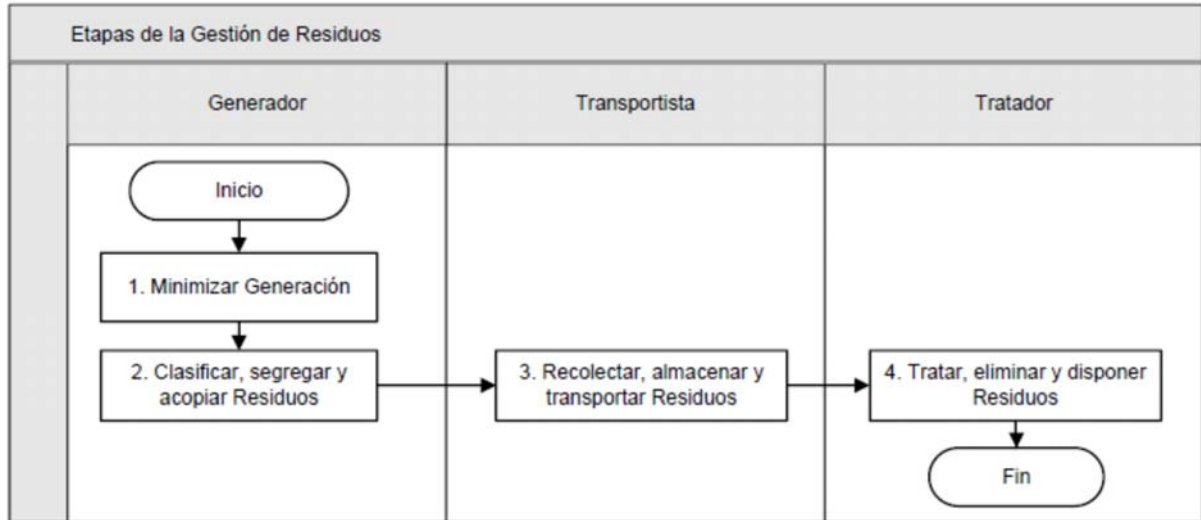 Etapas de la Gestión de Residuos
Generador
Transportista
Tratador
Inicio
1. Minimizar Generación
2. Clasificar, segregar y
acopiar Residuos
3. Recolectar, almacenar y
transportar Residuos
4. Tratar, eliminar y disponer
Residuos
Fin